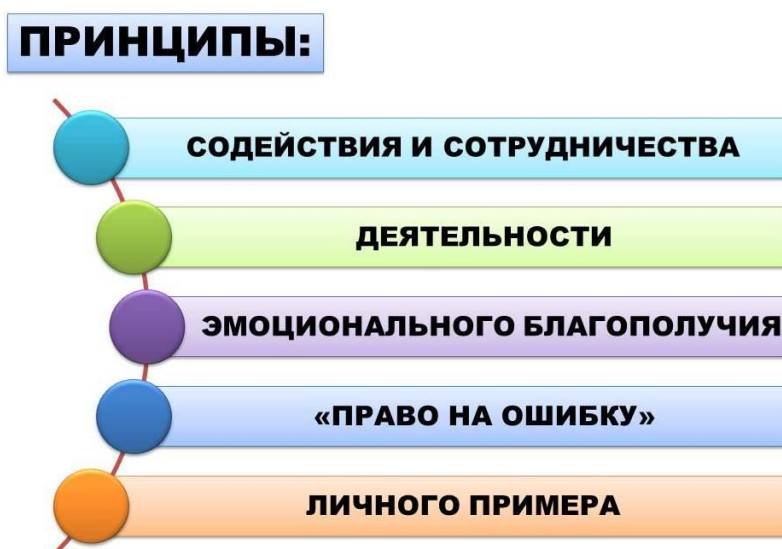 ПРИНЦИПЫ:
СОДЕЙСТВИЯ И СОТРУДНИЧЕСТВА
ДЕЯТЕЛЬНОСТИ
ЭМОЦИОНАЛЬНОГО БЛАГОПОЛУЧИЯ
«ПРАВО НА ОШИБКУ»
ЛИЧНОГО ПРИМЕРА